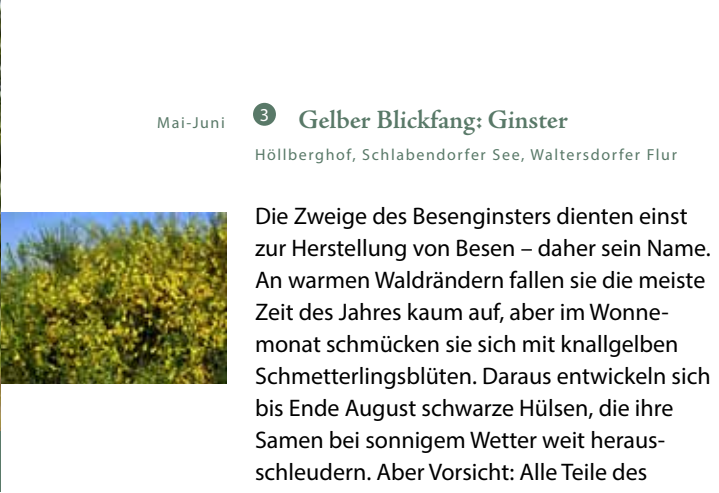 Mai-Juni 3 Gelber Blickfang: Ginster
Höllberghof, Schlabendorfer See, Waltersdorfer Flur
Die Zweige des Besenginsters dienten einst
zur Herstellung von Besen – daher sein Name.
An warmen Waldrändern fallen sie die meiste
Zeit des Jahres kaum auf, aber im Wonne-
monat schmücken sie sich mit knallgelben
Schmetterlingsblüten. Daraus entwickeln sich
bis Ende August schwarze Hülsen, die ihre
Samen bei sonnigem Wetter weit heraus-
schleudern. Aber Vorsicht: Alle Teile des